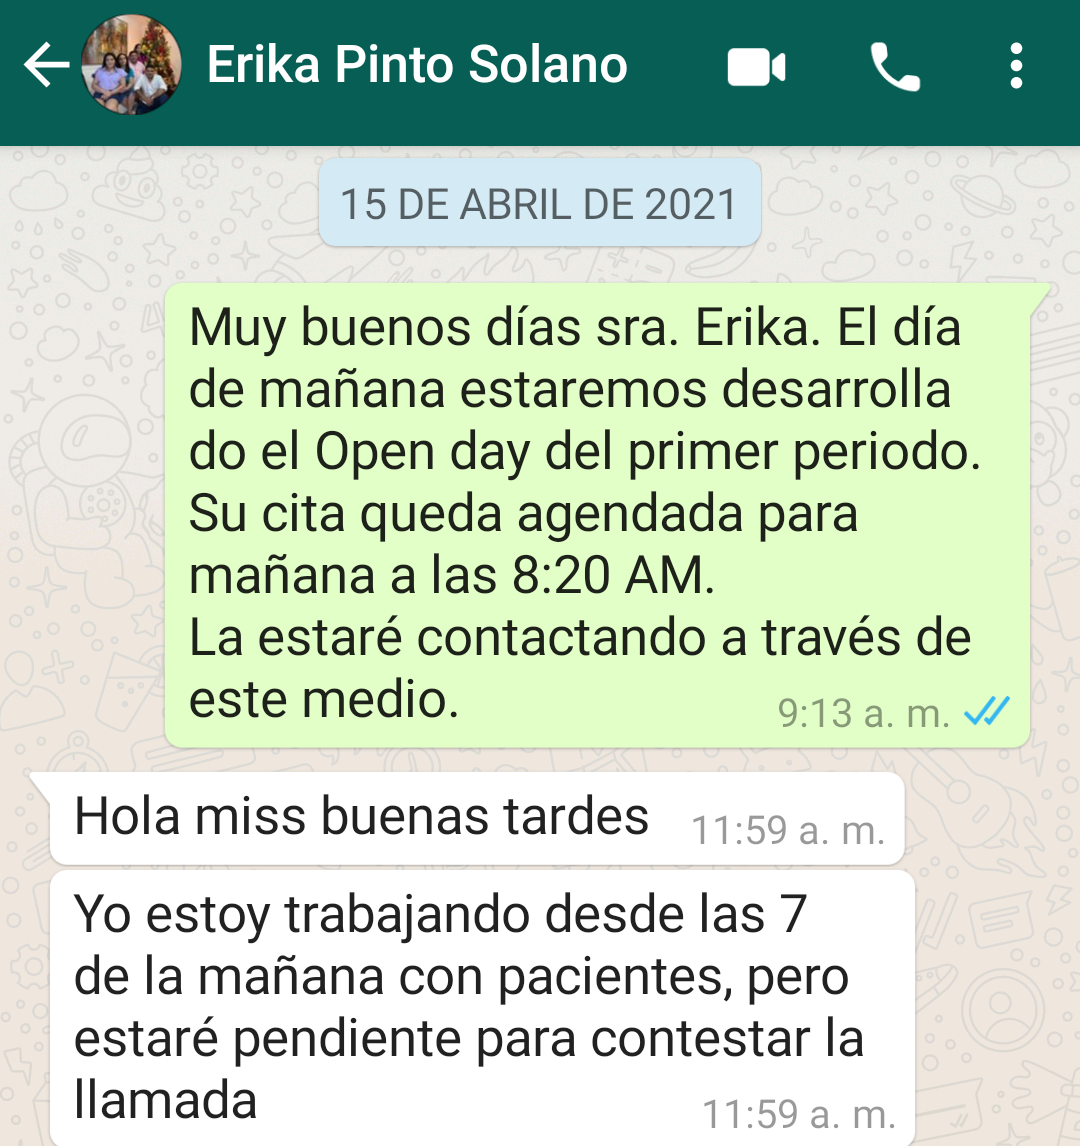 Erika Pinto Solano
15 DE ABRIL DE 2021
Muy buenos días sra. Erika. El día
de mañana estaremos desarrolla
do el Open day del primer periodo.
Su cita queda agendada para
mañana a las 8:20 AM.
La estaré contactando a través de
este medio.
9:13 a. m.
Hola miss buenas tardes
11:59 a. m.
Yo estoy trabajando desde las 7
de la mañana con pacientes, pero
estaré pendiente para contestar la
llamada
11:59 a. m.